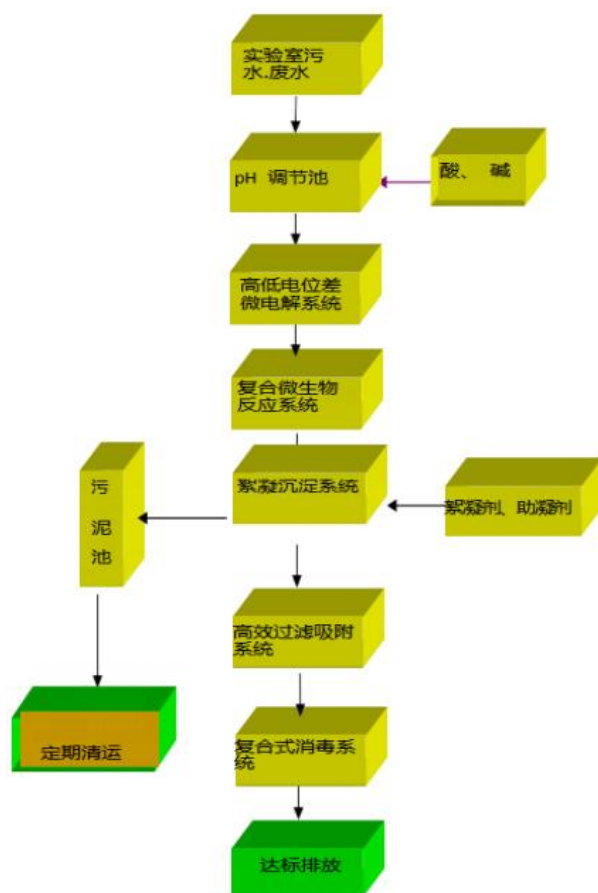 实验室污
水.废水
pH 调节池
酸、 碱
高低电位差
微电解系统
复合微生物
反应系统
污
泥
池
絮凝沉淀系统
絮凝剂、助凝剂
高效过滤吸附
系统
定期清运
复合式消毒系
统
达标排放